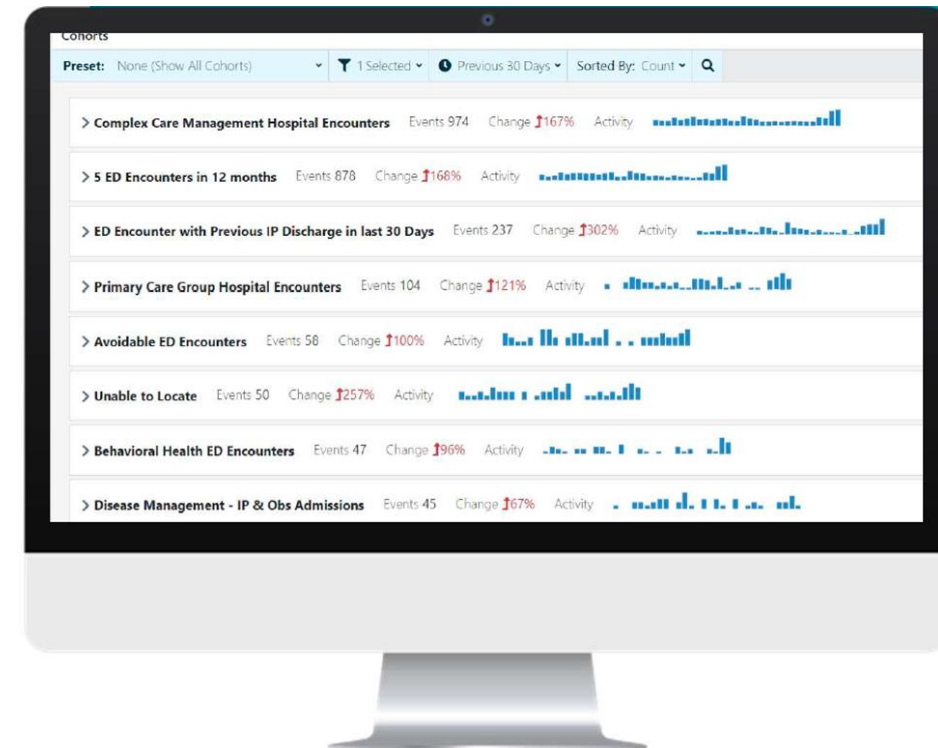 Cohorts
Preset: None (Show All Cohorts) 1 Selected Previous 30 Days Sorted By: Count
Complex Care Management Hospital Encounters Events 974 Change 167% Activity
5 ED Encounters in 12 months Events 878 Change 168% Activity
ED Encounter with Previous IP Discharge in last 30 Days Events 237 Change 302% Activity
Primary Care Group Hospital Encounters Events 104 Change 121% Activity
Avoidable ED Encounters Events 58 Change 100% Activity
Unable to Locate Events 50 Change 257% Activity
Behavioral Health ED Encounters Events 47 Change 96% Activity
Disease Management - IP & Obs Admissions Events 45 Change 67% Activity